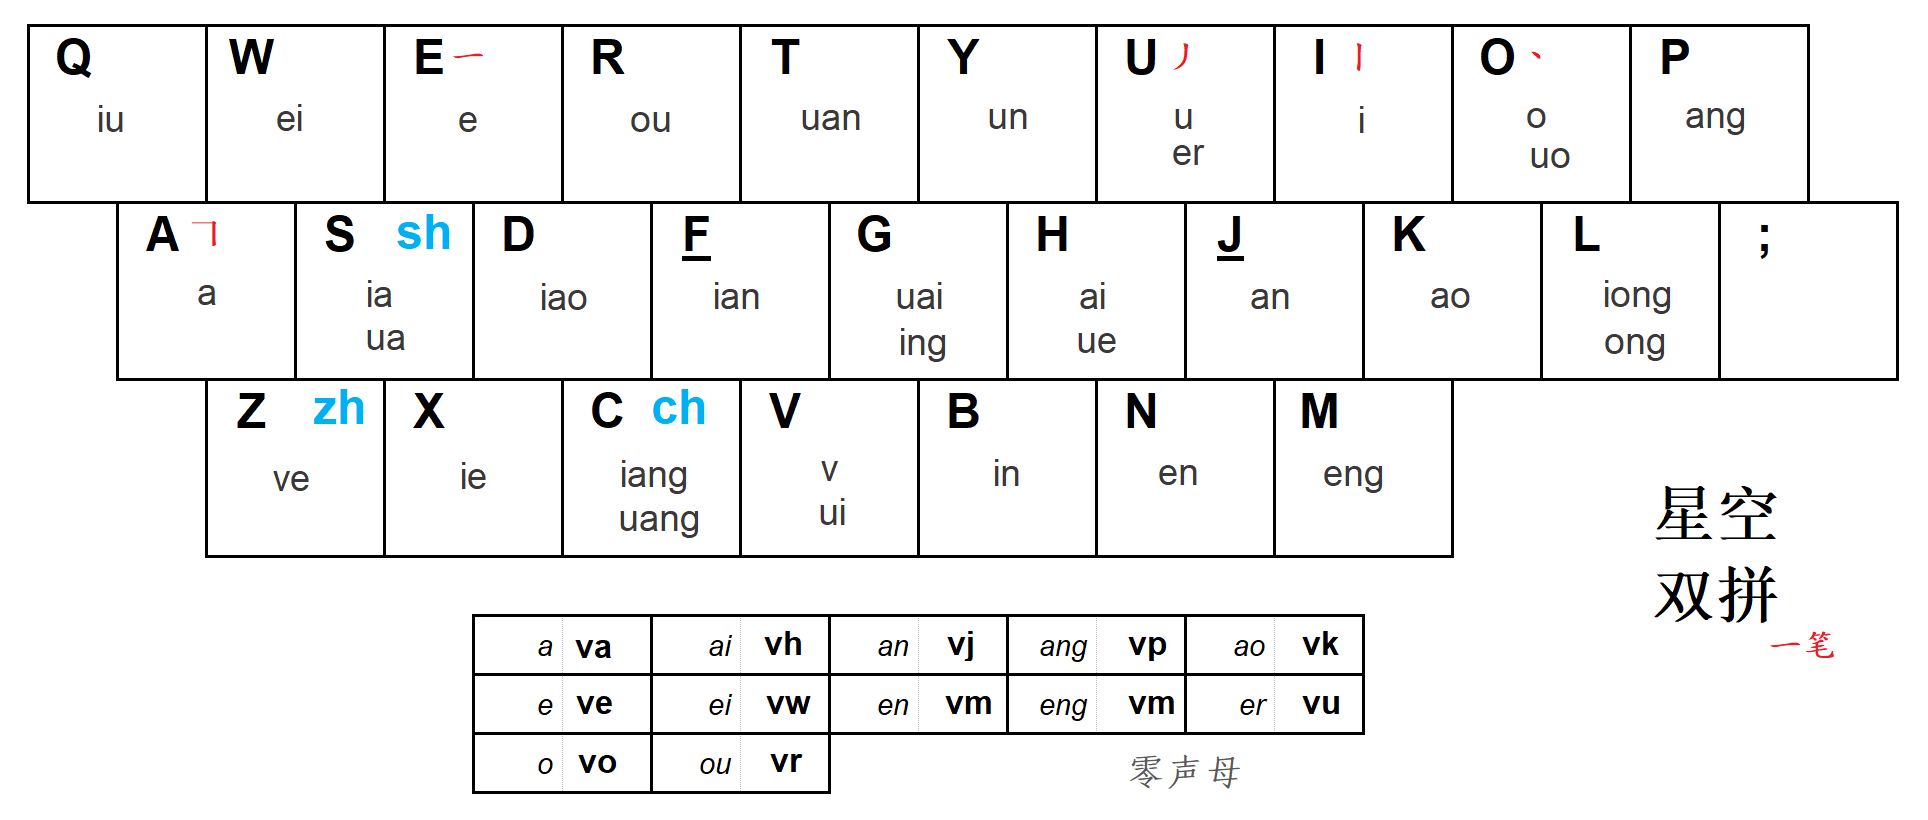 Q W E 一 R T Y U 丿 I 丨 O 丶 P
iu ei e ou uan un u i o ang
er uo
A ㇕ S sh D F G H J K L ;
a ia iao ian uai ai an ao iong
ua ing ue ong
Z zh X C ch V B N M
ve ie iang v in en eng
uang ui
星空
双拼
一笔
a va ai vh an vj ang vp ao vk
e ve ei vw en vm eng vm er vu
o vo ou vr
零声母